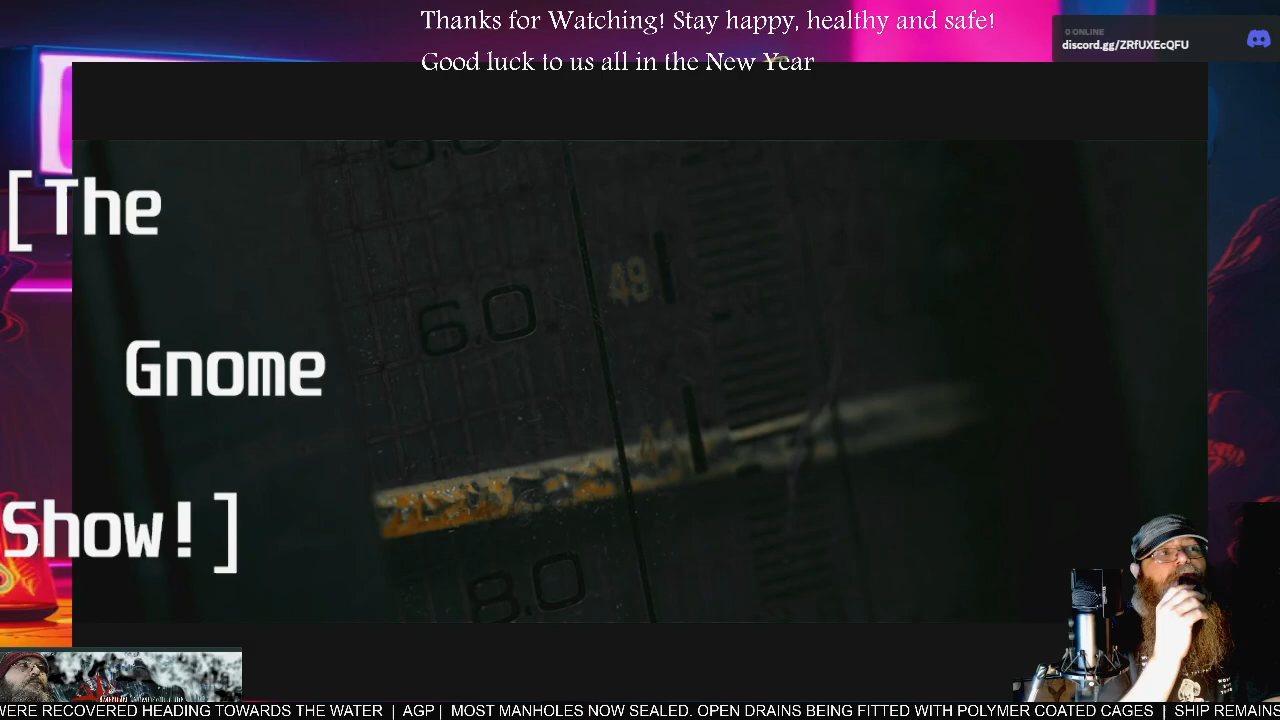 Thanks for Watching! Stay happy, healthy and safe!
Good luck to us all in the New Year
0 ONLINE
discord.gg/ZRfUXEcQFU
[The
Gnome
Show!]
49
6.0
8.0
WERE RECOVERED HEADING TOWARDS THE WATER | AGP | MOST MANHOLES NOW SEALED. OPEN DRAINS BEING FITTED WITH POLYMER COATED CAGES | SHIP REMAINS